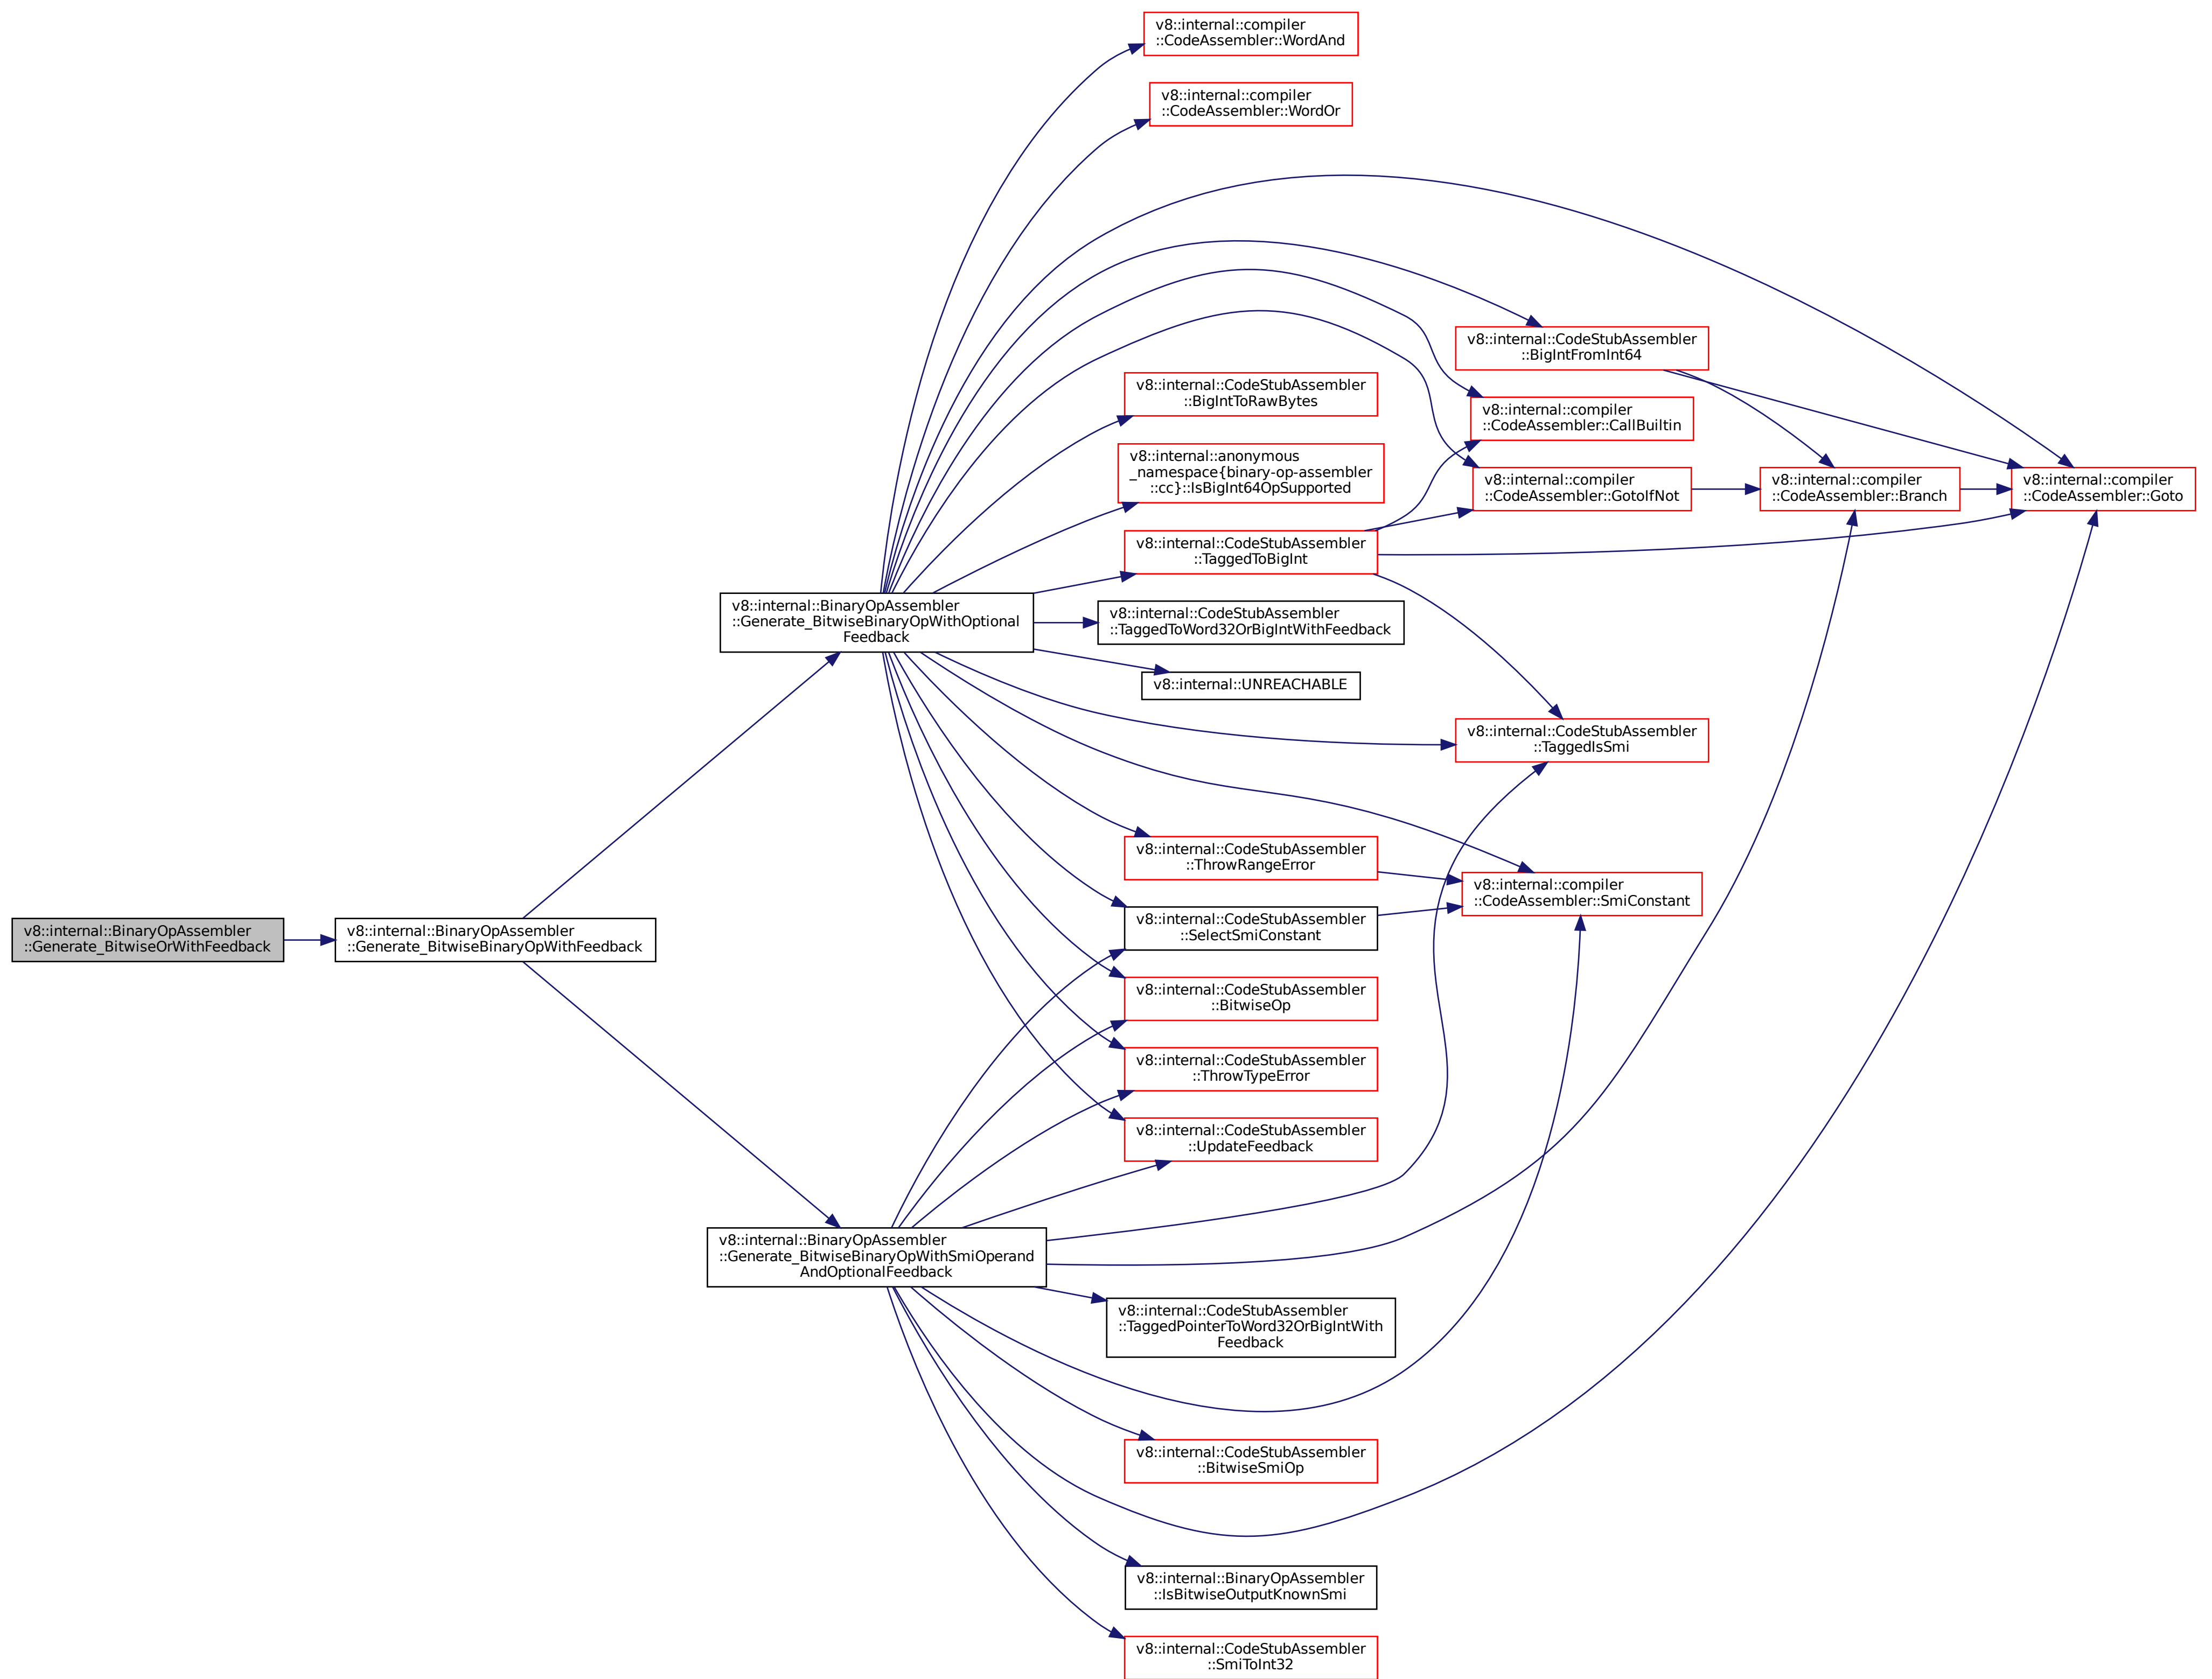 v8::internal::compiler
::CodeAssembler::WordAnd
v8::internal::compiler
::CodeAssembler::WordOr
v8::internal::CodeStubAssembler
::BigIntFromInt64
v8::internal::CodeStubAssembler
::BigIntToRawBytes
v8::internal::compiler
::CodeAssembler::CallBuiltin
v8::internal::anonymous
_namespace{binary-op-assembler
::cc}::IsBigInt64OpSupported
v8::internal::compiler
::CodeAssembler::GotoIfNot
v8::internal::compiler
::CodeAssembler::Branch
v8::internal::compiler
::CodeAssembler::Goto
v8::internal::CodeStubAssembler
::TaggedToBigInt
v8::internal::BinaryOpAssembler
::Generate_BitwiseBinaryOpWithOptional
Feedback
v8::internal::CodeStubAssembler
::TaggedToWord32OrBigIntWithFeedback
v8::internal::UNREACHABLE
v8::internal::CodeStubAssembler
::TaggedIsSmi
v8::internal::CodeStubAssembler
::ThrowRangeError
v8::internal::compiler
::CodeAssembler::SmiConstant
v8::internal::BinaryOpAssembler
::Generate_BitwiseOrWithFeedback
v8::internal::BinaryOpAssembler
::Generate_BitwiseBinaryOpWithFeedback
v8::internal::CodeStubAssembler
::SelectSmiConstant
v8::internal::CodeStubAssembler
::BitwiseOp
v8::internal::CodeStubAssembler
::ThrowTypeError
v8::internal::CodeStubAssembler
::UpdateFeedback
v8::internal::BinaryOpAssembler
::Generate_BitwiseBinaryOpWithSmiOperand
AndOptionalFeedback
v8::internal::CodeStubAssembler
::TaggedPointerToWord32OrBigIntWith
Feedback
v8::internal::CodeStubAssembler
::BitwiseSmiOp
v8::internal::BinaryOpAssembler
::IsBitwiseOutputKnownSmi
v8::internal::CodeStubAssembler
::SmiToInt32